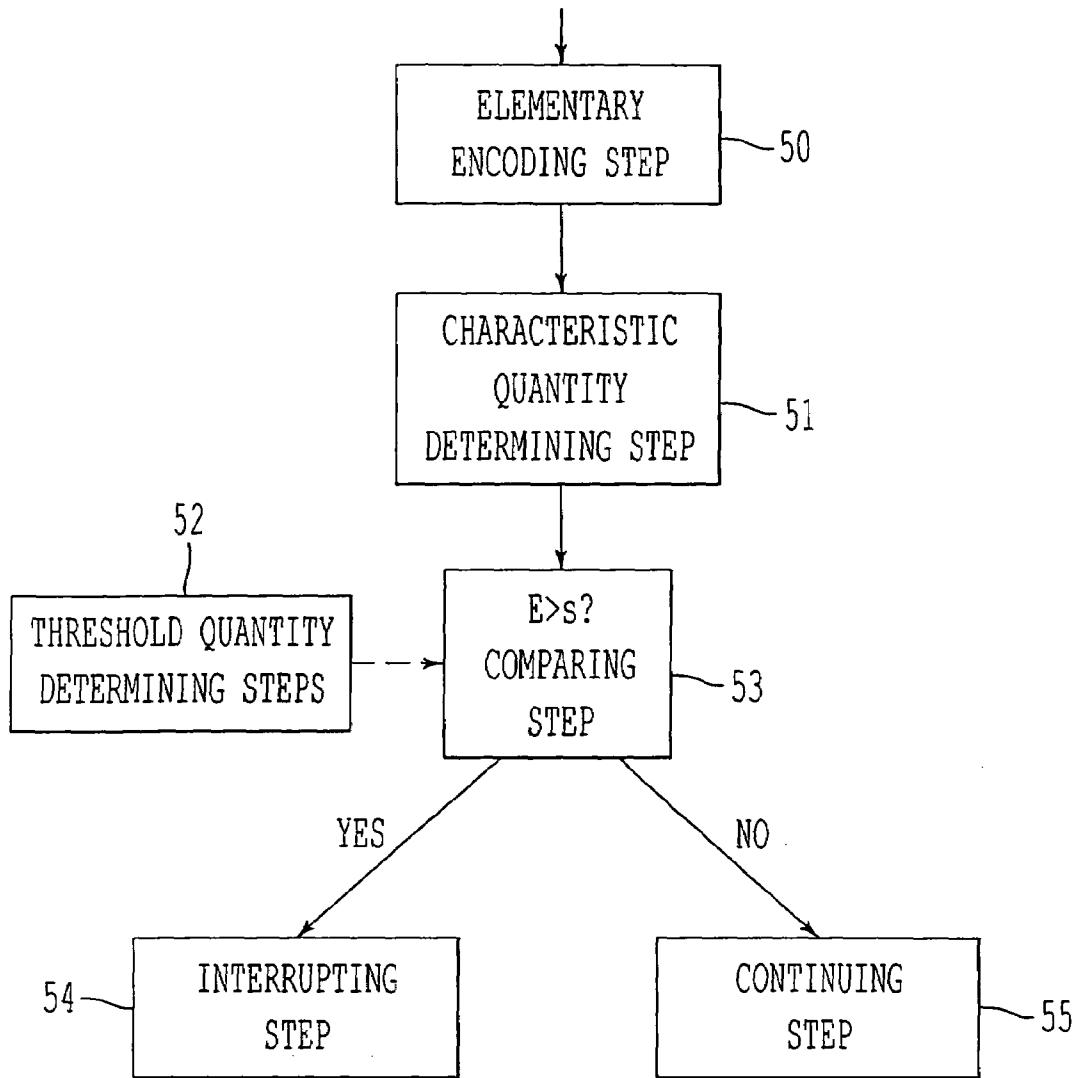 ELEMENTARY
ENCODING STEP
50
CHARACTERISTIC
QUANTITY
DETERMINING STEP
51
52
THRESHOLD QUANTITY
DETERMINING STEPS
E>s?
COMPARING
STEP
53
YES
NO
INTERRUPTING
STEP
54
CONTINUING
STEP
55